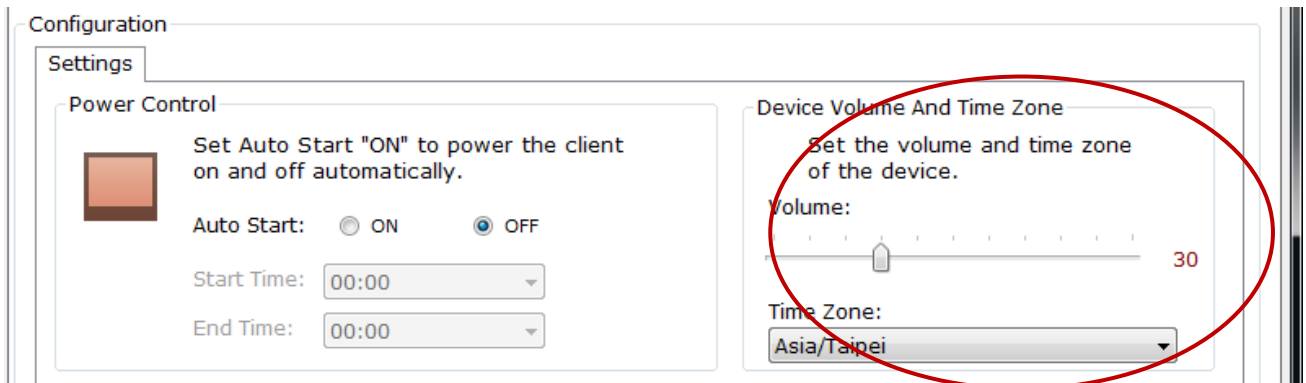 Configuration
Settings
Power Control
Set Auto Start "ON" to power the client
on and off automatically.
Auto Start: ON OFF
Start Time: 00:00
End Time: 00:00
Device Volume And Time Zone
Set the volume and time zone
of the device.
Volume:
30
Time Zone:
Asia/Taipei